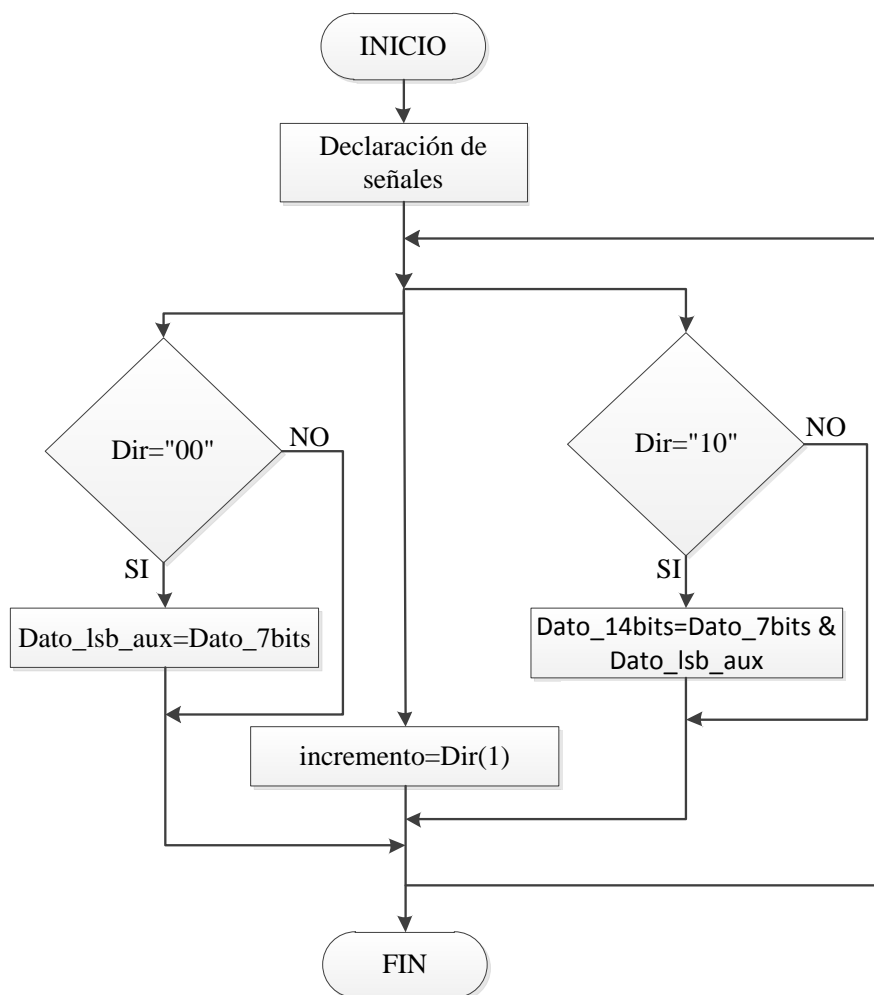 INICIO
Declaración de
señales
Dir="00"
NO
SI
Dato_lsb_aux=Dato_7bits
incremento=Dir(1)
Dir="10"
NO
SI
Dato_14bits=Dato_7bits &
Dato_lsb_aux
FIN